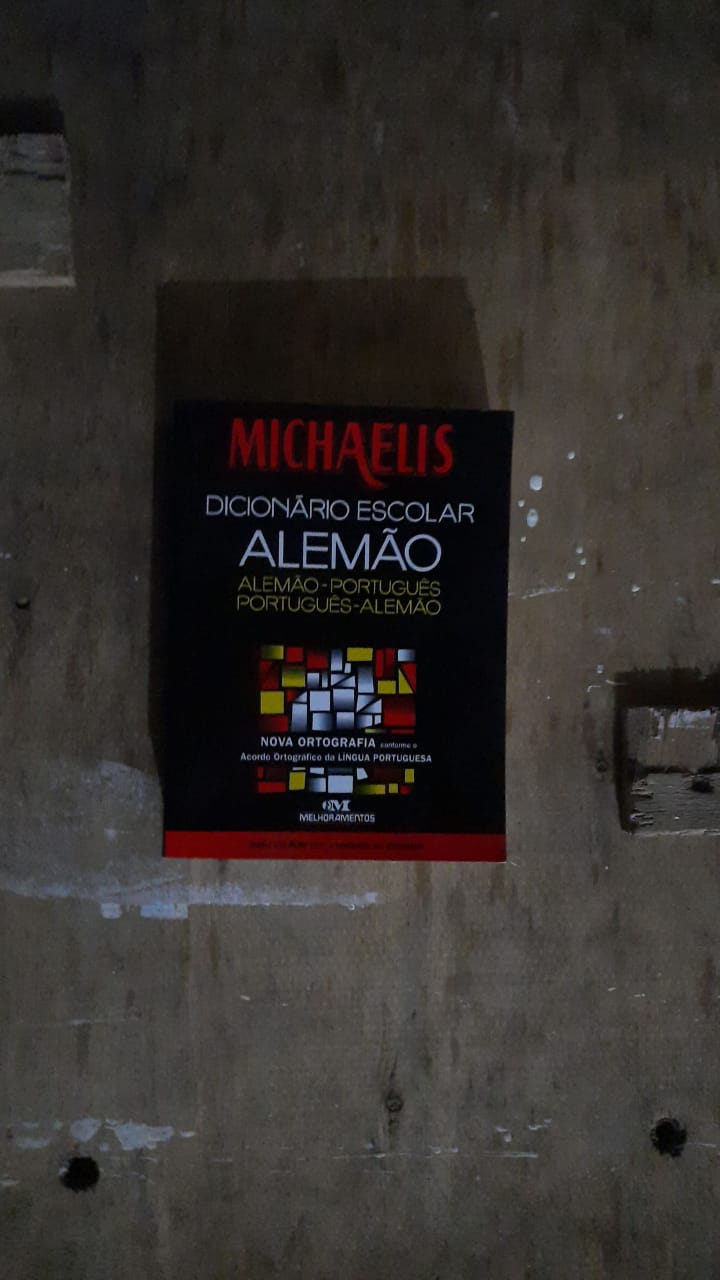 MICHAELIS
DICIONÁRIO ESCOLAR
ALEMÃO
ALEMÃO-PORTUGUÊS
PORTUGUÊS-ALEMÃO
NOVA ORTOGRAFIA conforme o
Acordo Ortográfico da LÍNGUA PORTUGUESA
MELHORAMENTOS